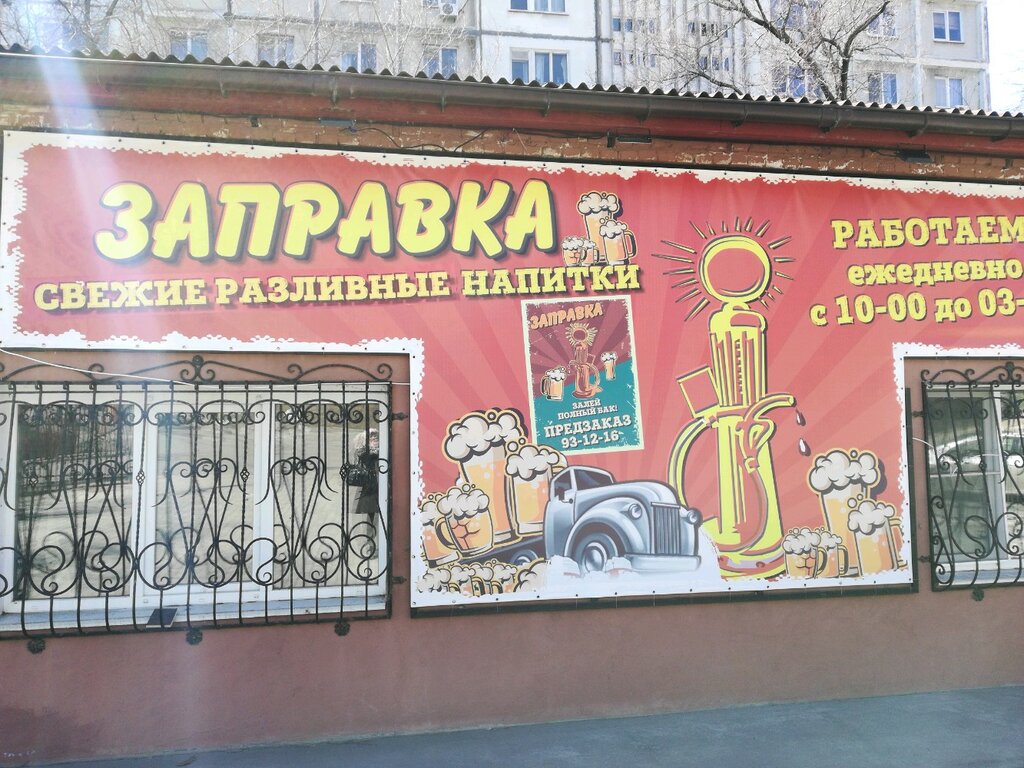 ЗАПРАВКА
СВЕЖИЕ РАЗЛИВНЫЕ НАПИТКИ
ЗАПРАВКА
ЗАЛЕЙ
ПОЛНЫЙ БАК!
ПРЕДЗАКАЗ
93-12-16
РАБОТАЕМ
ежедневно
с 10-00 до 03-